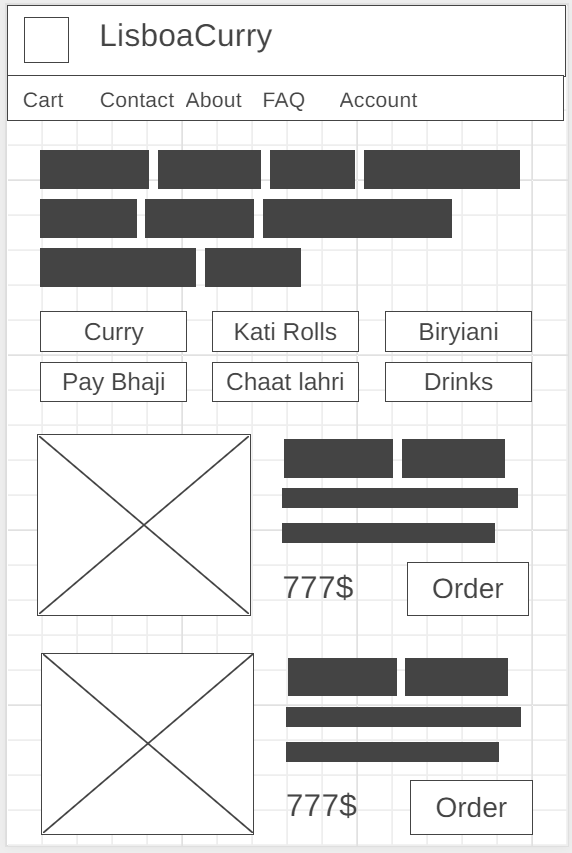 LisboaCurry
Cart Contact About FAQ Account
Curry Kati Rolls Biryiani
Pay Bhaji Chaat lahri Drinks
777$ Order
777$ Order